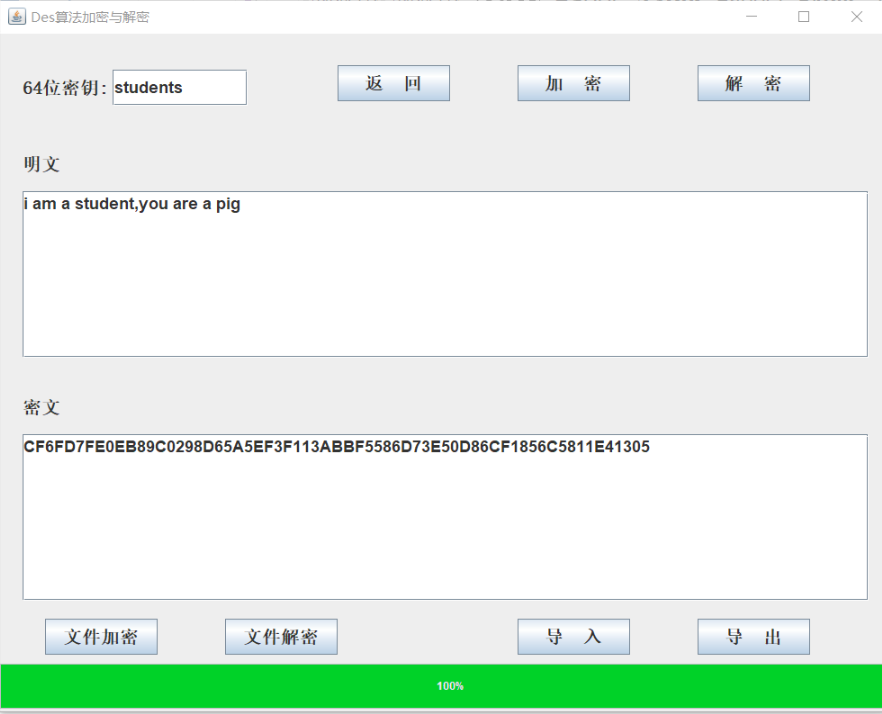 Des算法加密与解密
64位密钥: students 返 回 加 密 解 密
明文
i am a student,you are a pig
密文
CF6FD7FE0EB89C0298D65A5EF3F113ABBF5586D73E50D86CF1856C5811E41305
文件加密 文件解密 导 入 导 出
100%